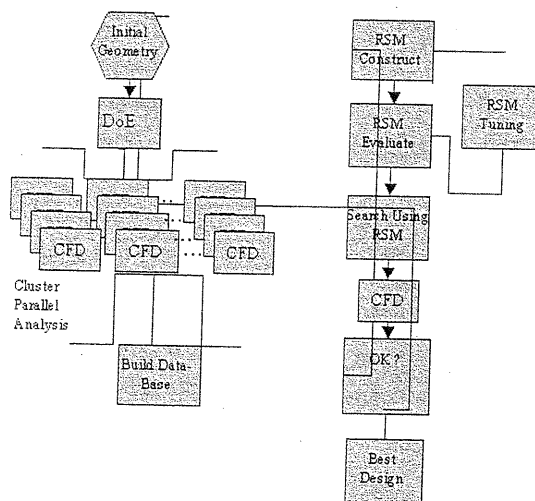 Initial
Geometry
DoE
CFD
CFD
CFD
Cluster
Parallel
Analysis
Build Data-
Base
RSM
Construct
RSM
Evaluate
RSM
Tuning
Search Using
RSM
CFD
OK ?
Best
Design